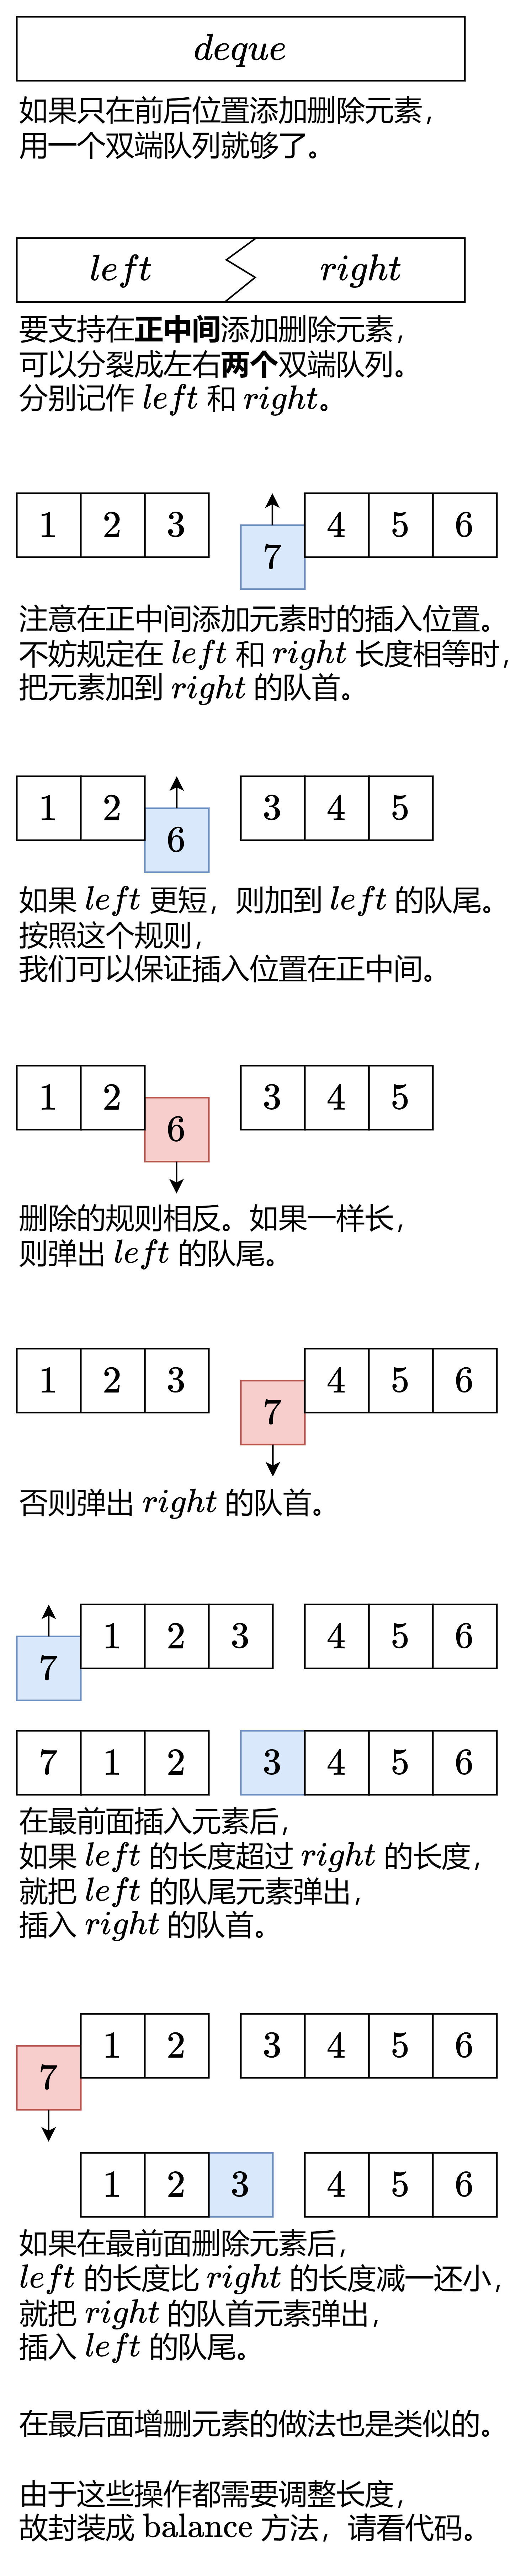 deque
如果只在前后位置添加删除元素，
用一个双端队列就够了。
left right
要支持在正中间添加删除元素，
可以分裂成左右两个双端队列。
分别记作 left 和 right。
1 2 3 7 4 5 6
注意在正中间添加元素时的插入位置。
不妨规定在 left 和 right 长度相等时，
把元素加到 right 的队首。
1 2 6 3 4 5
如果 left 更短，则加到 left 的队尾。
按照这个规则，
我们可以保证插入位置在正中间。
1 2 6 3 4 5
删除的规则相反。如果一样长，
则弹出 left 的队尾。
1 2 3 7 4 5 6
否则弹出 right 的队首。
7 1 2 3 4 5 6
7 1 2 3 4 5 6
在最前面插入元素后，
如果 left 的长度超过 right 的长度，
就把 left 的队尾元素弹出，
插入 right 的队首。
7 1 2 3 4 5 6
1 2 3 4 5 6
如果在最前面删除元素后，
left 的长度比 right 的长度减一还小，
就把 right 的队首元素弹出，
插入 left 的队尾。
在最后面增删元素的做法也是类似的。
由于这些操作都需要调整长度，
故封装成 balance 方法，请看代码。